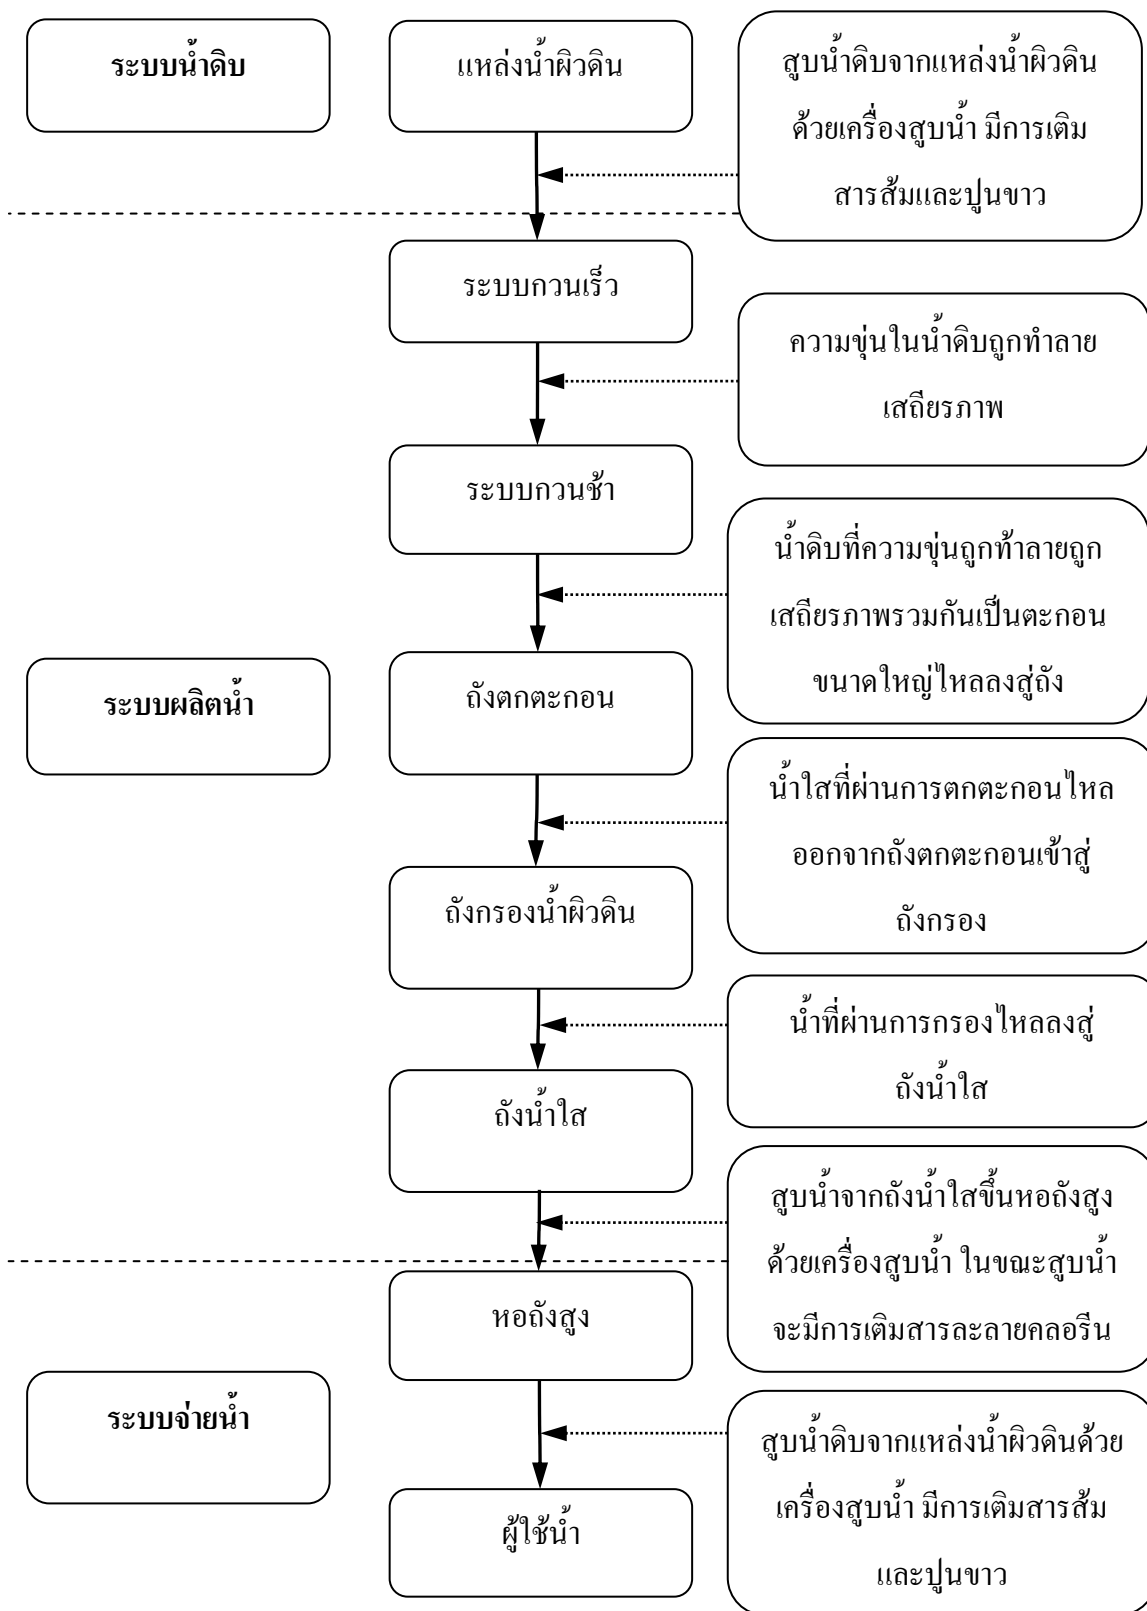 ระบบน้ำดิบ
แหล่งน้ำผิวดิน
สูบน้ำดิบจากแหล่งน้ำผิวดิน
ด้วยเครื่องสูบน้ำ มีการเติม
สารส้มและปูนขาว
ระบบกวนเร็ว
ความขุ่นในน้ำดิบถูกทำลาย
เสถียรภาพ
ระบบกวนช้า
น้ำดิบที่ความขุ่นถูกท้าลายถูก
เสถียรภาพรวมกันเป็นตะกอน
ขนาดใหญ่ไหลลงสู่ถัง
ระบบผลิตน้ำ
ถังตกตะกอน
น้ำใสที่ผ่านการตกตะกอนไหล
ออกจากถังตกตะกอนเข้าสู่
ถังกรอง
ถังกรองน้ำผิวดิน
น้ำที่ผ่านการกรองไหลลงสู่
ถังน้ำใส
ถังน้ำใส
สูบน้ำจากถังน้ำใสขึ้นหอถังสูง
ด้วยเครื่องสูบน้ำ ในขณะสูบน้ำ
จะมีการเติมสารละลายคลอรีน
หอถังสูง
ระบบจ่ายน้ำ
สูบน้ำดิบจากแหล่งน้ำผิวดินด้วย
เครื่องสูบน้ำ มีการเติมสารส้ม
และปูนขาว
ผู้ใช้น้ำ